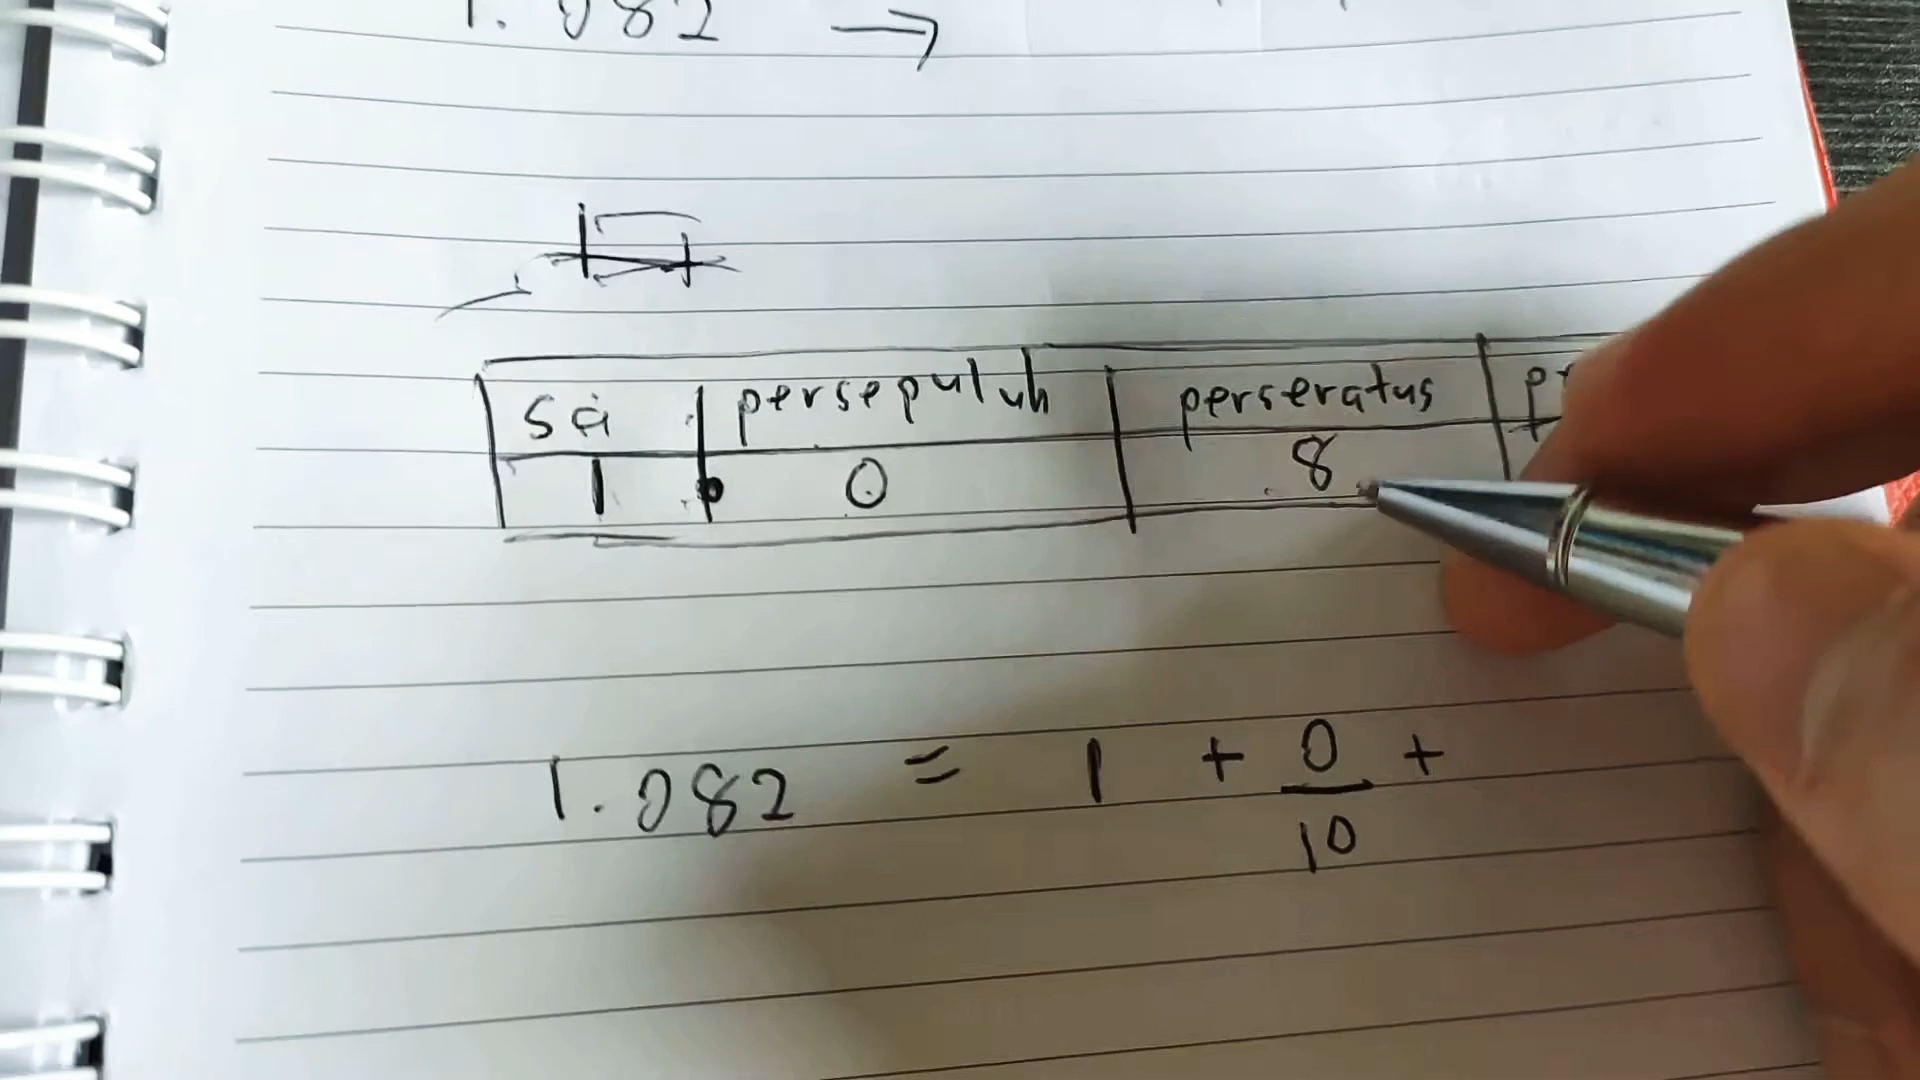 1.082 →
sa persepuluh perseratus
1 . 0 8
1.082 = 1 + 0/10 +